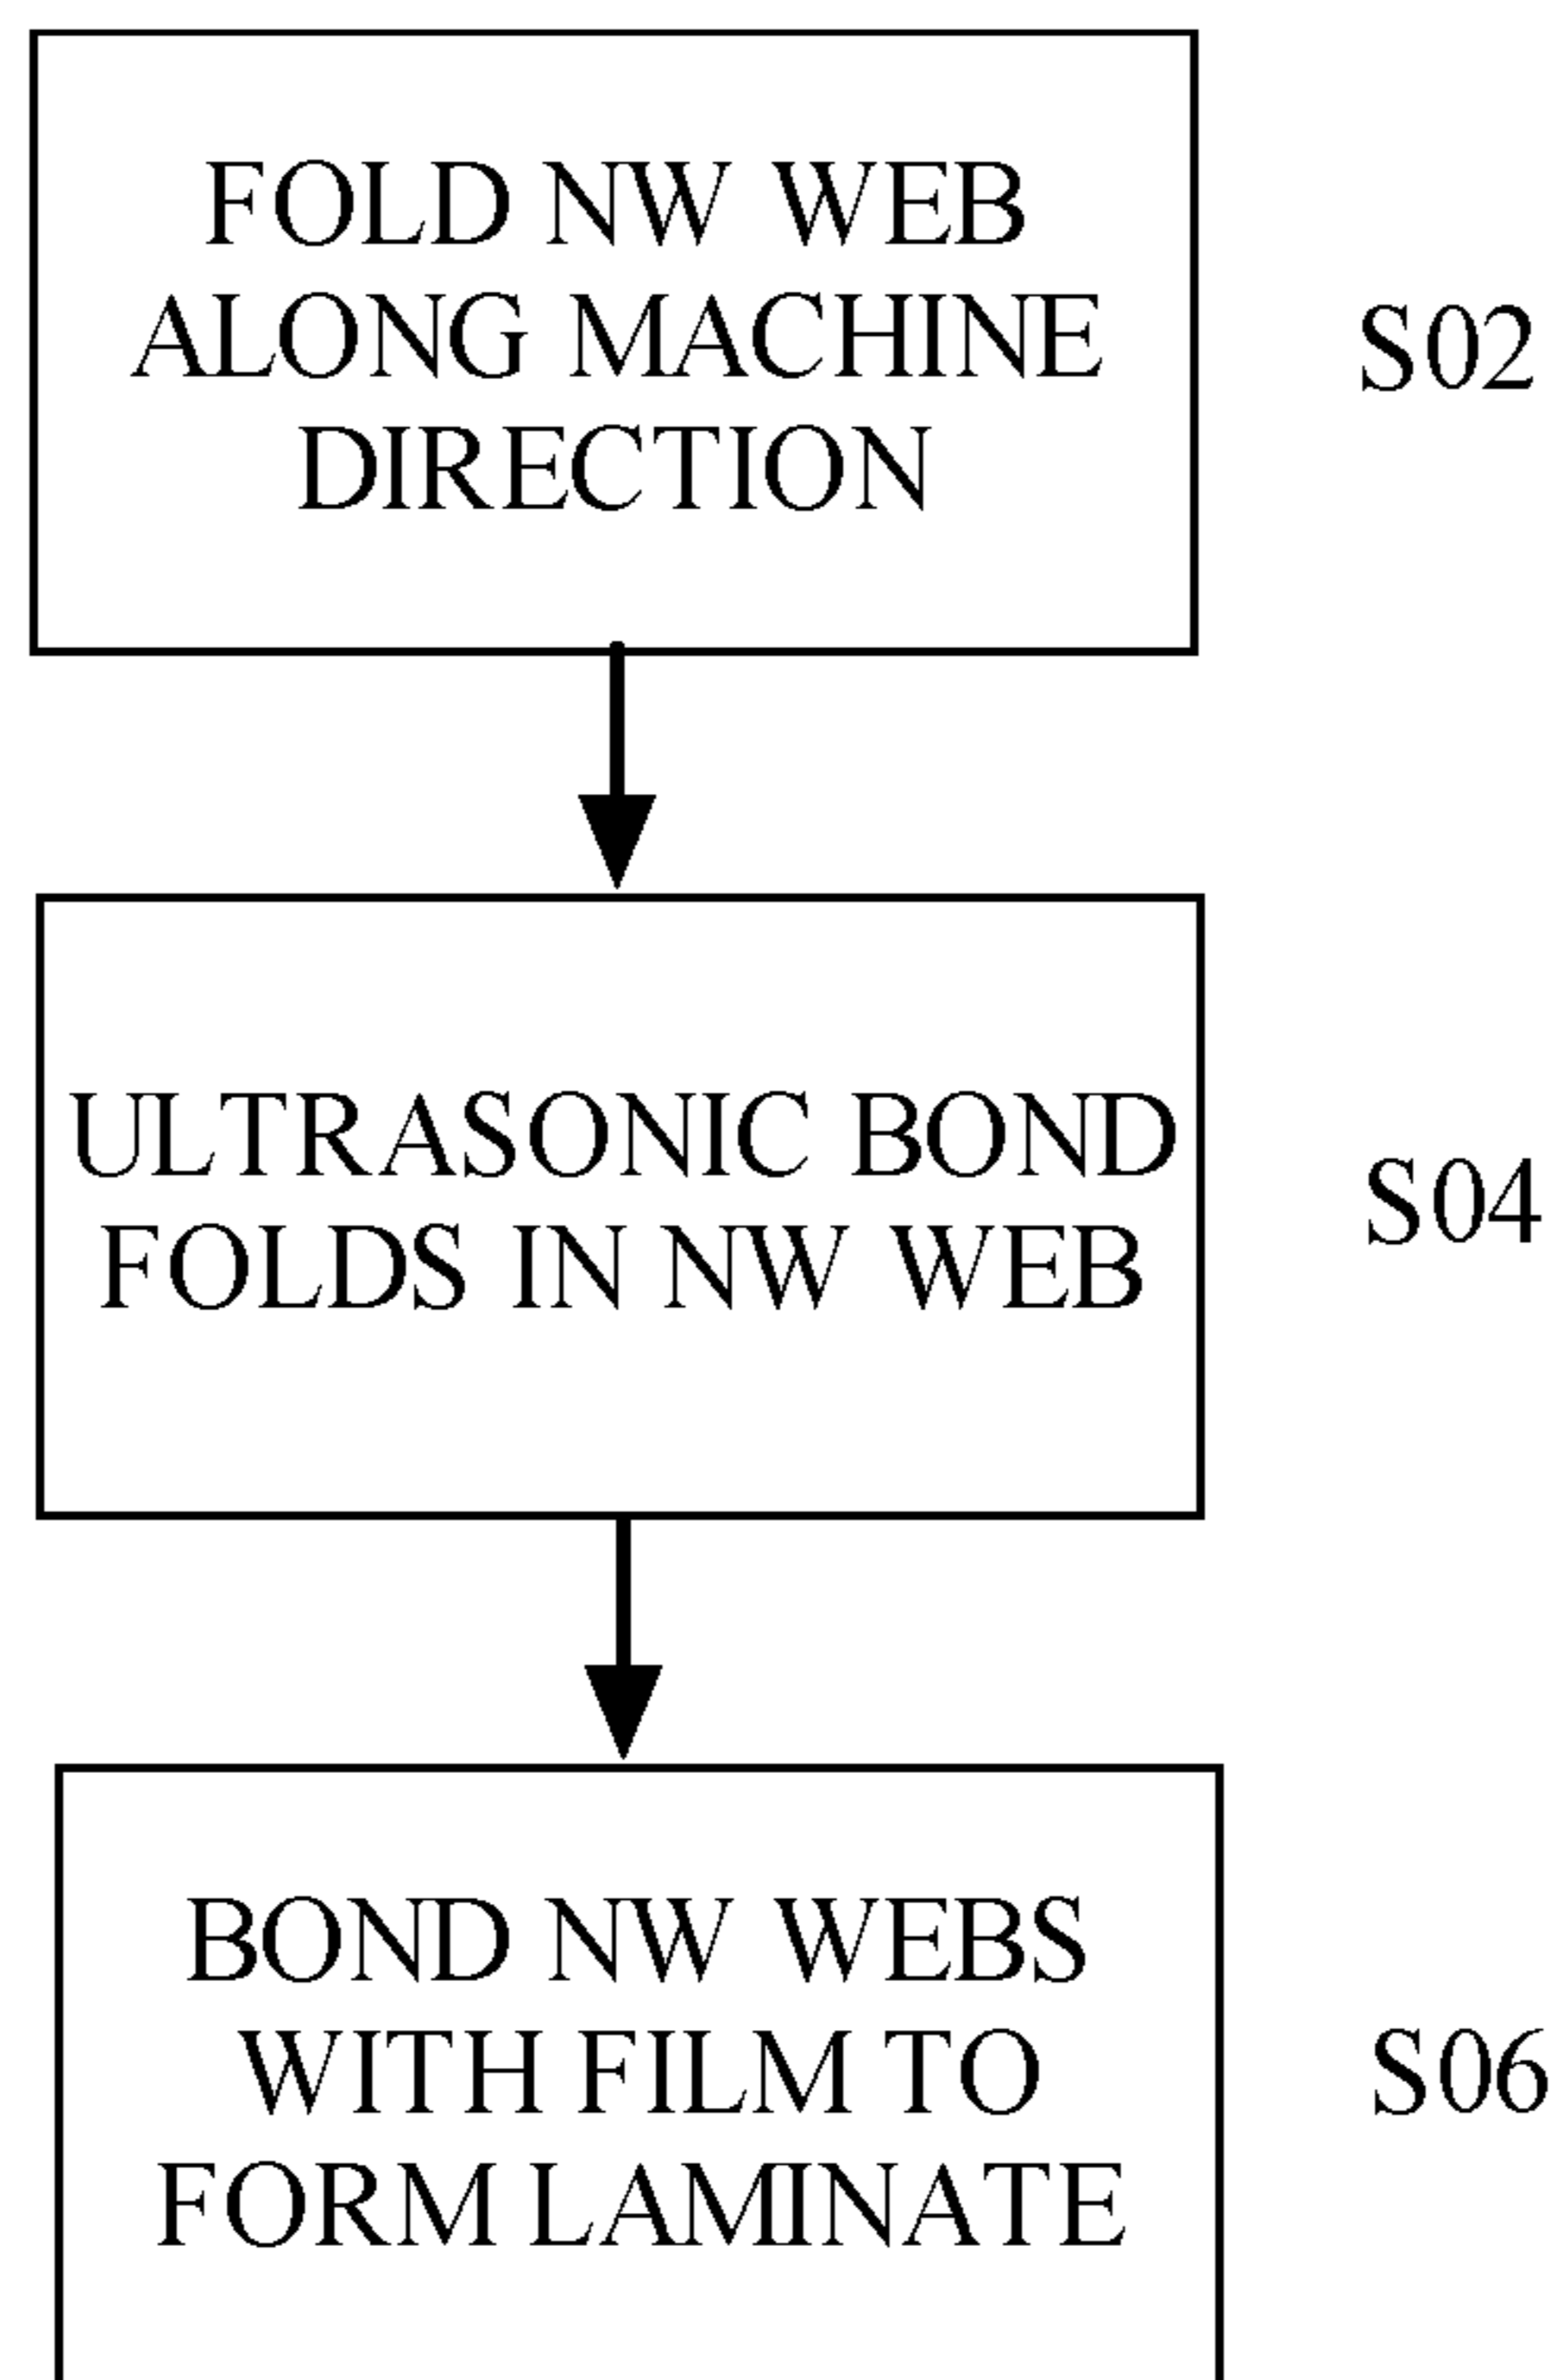 FOLD NW WEB
ALONG MACHINE
DIRECTION
S02
ULTRASONIC BOND
FOLDS IN NW WEB
S04
BOND NW WEBS
WITH FILM TO
FORM LAMINATE
S06